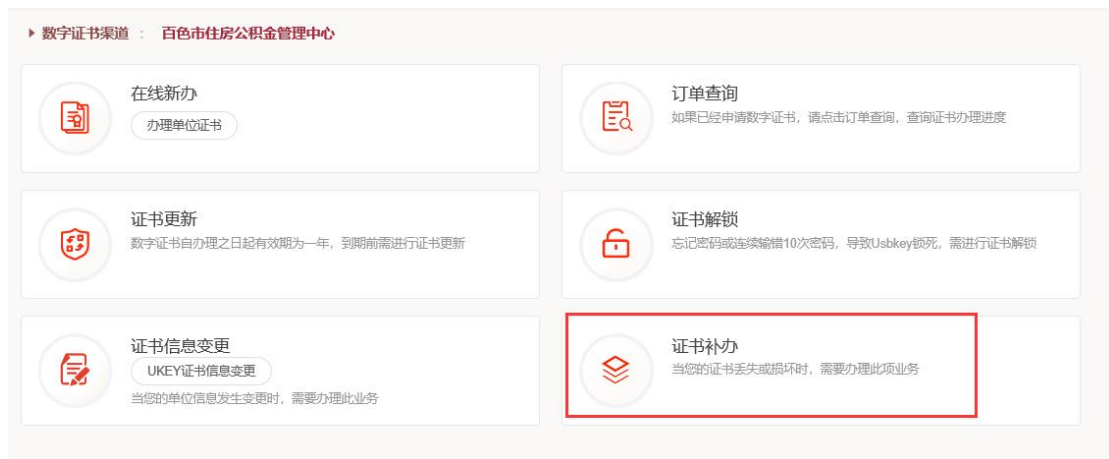 数字证书渠道 ： 百色市住房公积金管理中心
在线新办
办理单位证书
订单查询
如果已经申请数字证书，请点击订单查询，查询证书办理进度
证书更新
数字证书自办理之日起有效期为一年，到期前需进行证书更新
证书解锁
忘记密码或连续输错10次密码，导致Usbkey锁死，需进行证书解锁
证书信息变更
UKEY证书信息变更
当您的单位信息发生变更时，需要办理此业务
证书补办
当您的证书丢失或损坏时，需要办理此项业务